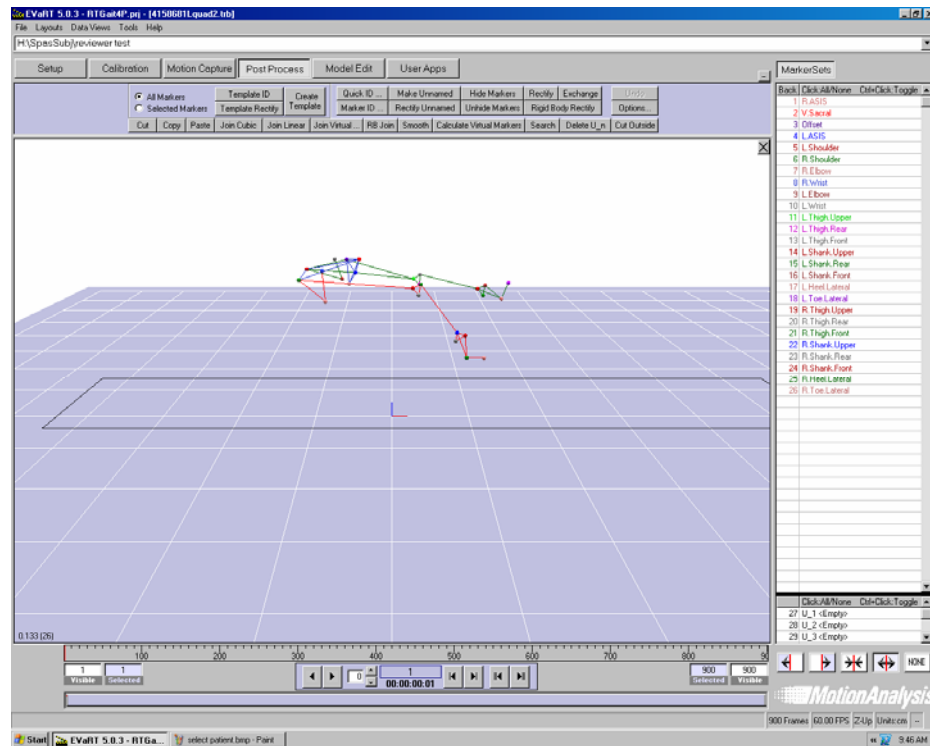 EVaRT 5.0.3 - RTGait4P.prj - [4150601Lquad2.trb]
File Layouts Data Views Tools Help
H:\SpasSubj\reviewer test
Setup Calibration Motion Capture Post Process Model Edit User Apps
MarkerSets
All Markers Template ID Create Template Quick ID ... Make Unnamed Hide Markers Rectify Exchange Undo
Selected Markers Template Rectify Marker ID ... Rectify Unnamed Unhide Markers Rigid Body Rectify Options...
Cut Copy Paste Join Cubic Join Linear Join Virtual... RB Join Smooth Calculate Virtual Markers Search Delete U_n Cut Outside
Back Click:All/None Ctrl+Click:Toggle
1 R.ASIS
2 V.Sacral
3 Offset
4 L.ASIS
5 L.Shoulder
6 R.Shoulder
7 R.Elbow
8 R.Wrist
9 L.Elbow
10 L.Wrist
11 L.Thigh.Upper
12 L.Thigh.Rear
13 L.Thigh.Front
14 L.Shank.Upper
15 L.Shank.Rear
16 L.Shank.Front
17 L.Heel.Lateral
18 L.Toe.Lateral
19 R.Thigh.Upper
20 R.Thigh.Rear
21 R.Thigh.Front
22 R.Shank.Upper
23 R.Shank.Rear
24 R.Shank.Front
25 R.Heel.Lateral
26 R.Toe.Lateral
Click:All/None Ctrl+Click:Toggle
27 U_1 <Empty>
28 U_2 <Empty>
29 U_3 <Empty>
0.133 (26)
100 200 300 400 500 600 700 800 90
1 1 0 1 900 900
Visible Selected 00:00:00:01 Selected Visible
NONE
MotionAnalysis
900 Frames 60.00 FPS Z-Up Units:cm --
Start EVaRT 5.0.3 - RTGa... select patient.bmp - Paint 9:46 AM